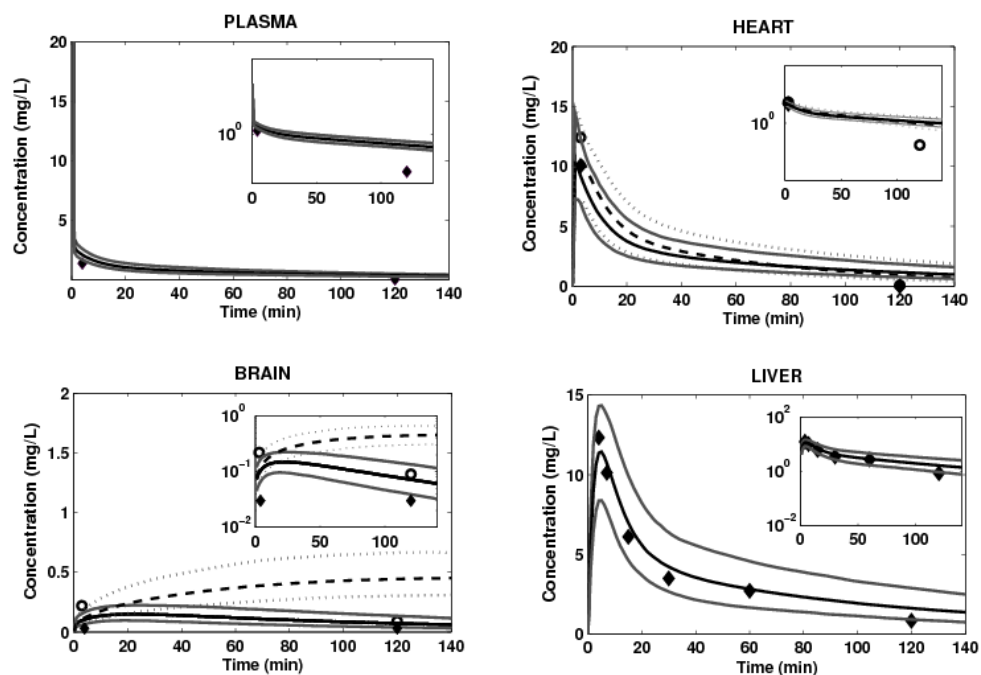 PLASMA
Concentration (mg/L)
20
15
10
5
0 20 40 60 80 100 120 140
Time (min)
10^0
0 50 100
HEART
Concentration (mg/L)
20
15
10
5
0
0 20 40 60 80 100 120 140
Time (min)
10^0
0 50 100
BRAIN
Concentration (mg/L)
2
1.5
1
0.5
0
0 20 40 60 80 100 120 140
Time (min)
10^0
10^-1
10^-2
0 50 100
LIVER
Concentration (mg/L)
15
10
5
0
0 20 40 60 80 100 120 140
Time (min)
10^2
10^0
10^-2
0 50 100